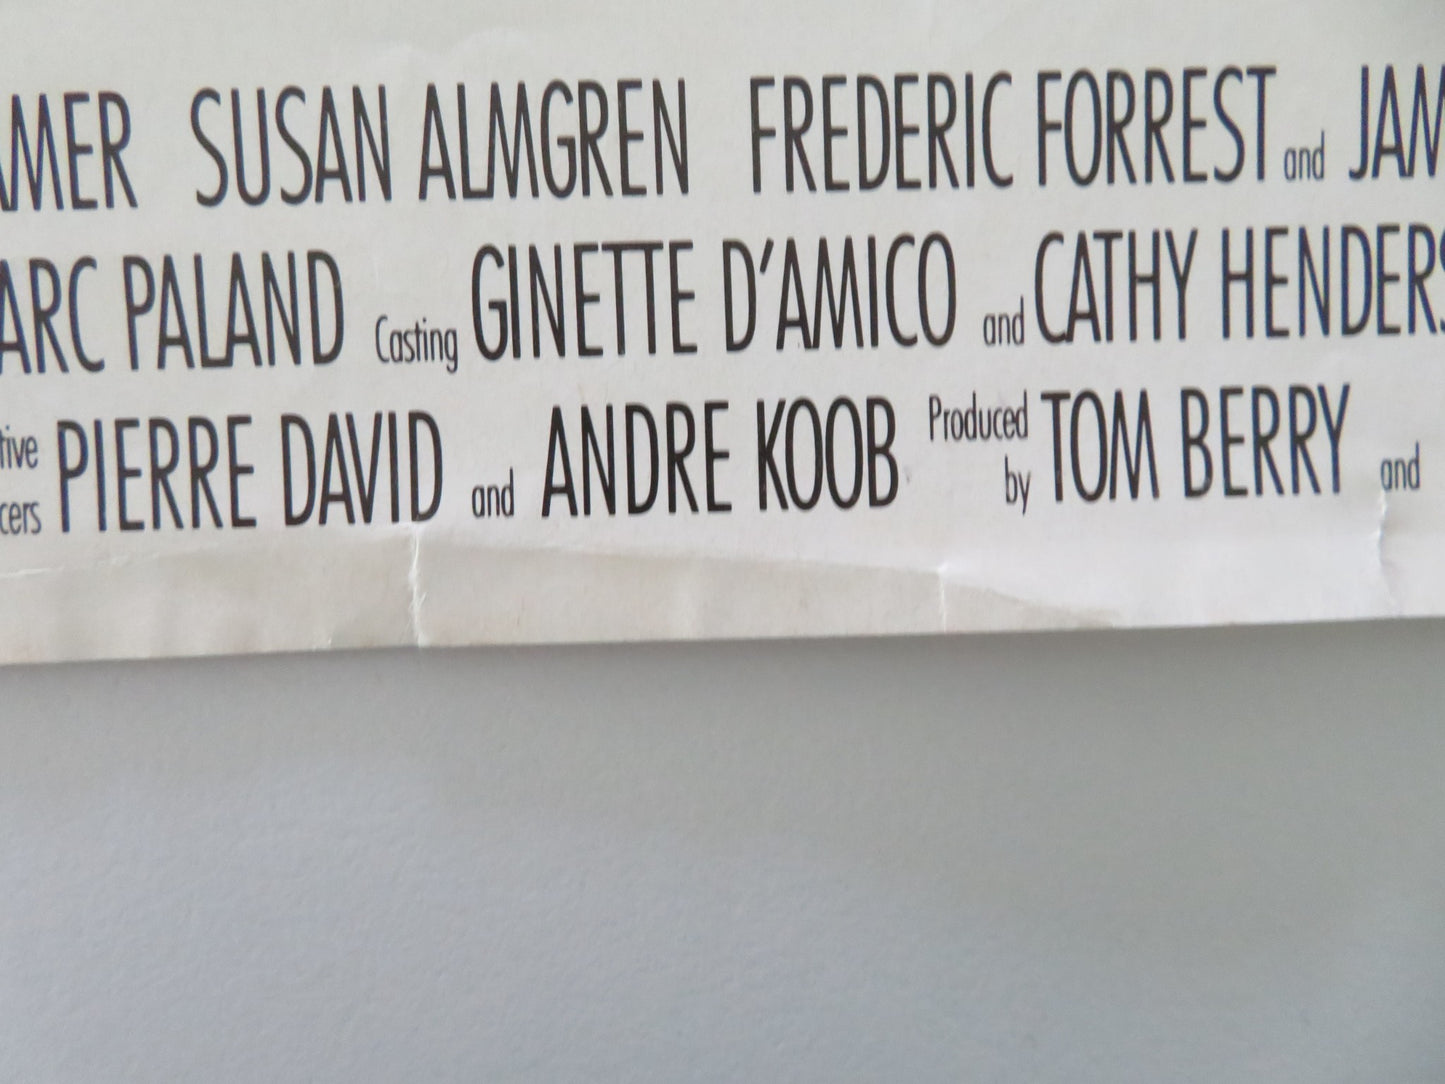 AMER SUSAN ALMGREN FREDERIC FORREST and JAM
ARC PALAND Casting GINETTE D'AMICO and CATHY HENDERS
tive PIERRE DAVID and ANDRE KOOB Produced TOM BERRY and
cers by